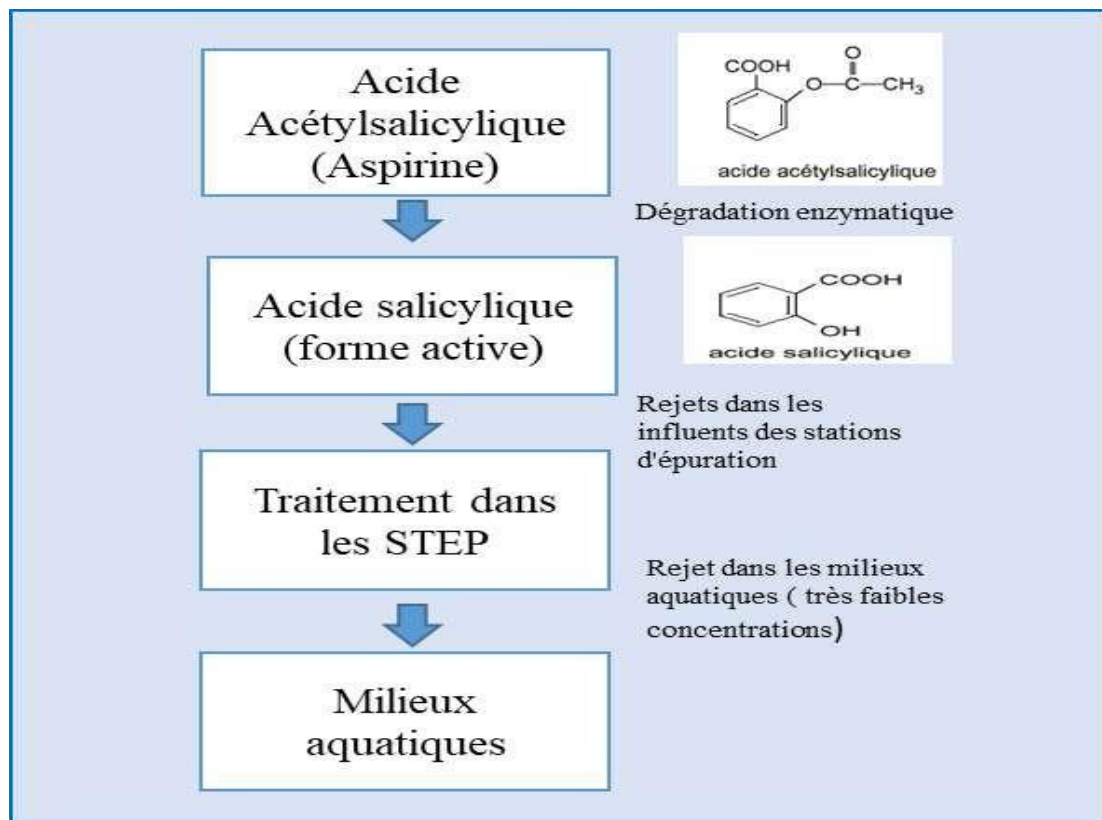 Acide
Acétylsalicylique
(Aspirine)
COOH
O
O—C—CH₃
acide acétylsalicylique
Dégradation enzymatique
Acide salicylique
(forme active)
COOH
OH
acide salicylique
Rejets dans les
influents des stations
d'épuration
Traitement dans
les STEP
Rejet dans les milieux
aquatiques ( très faibles
concentrations)
Milieux
aquatiques